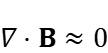 ∇ ⋅ 𝐁 ≈ 0